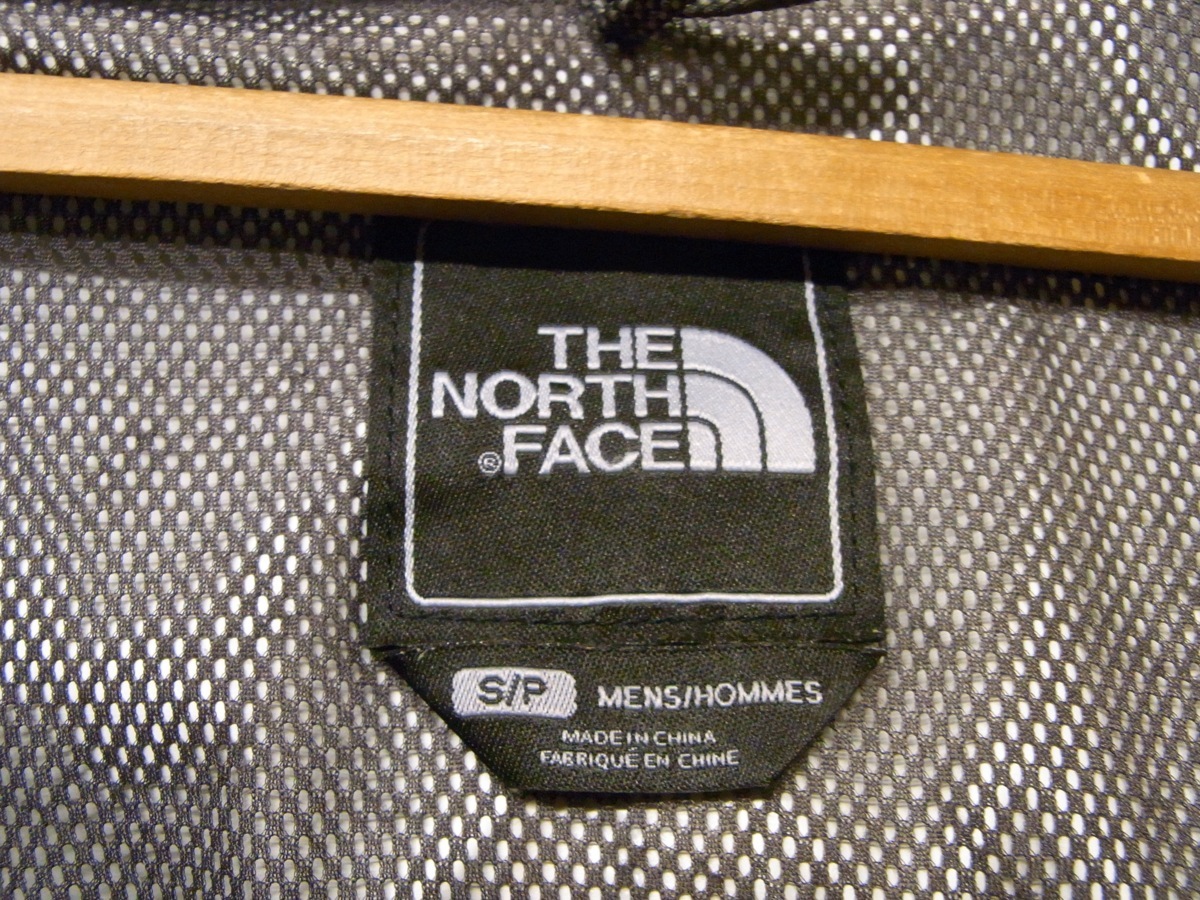 THE
NORTH
® FACE
S/P MENS/HOMMES
MADE IN CHINA
FABRIQUÉ EN CHINE